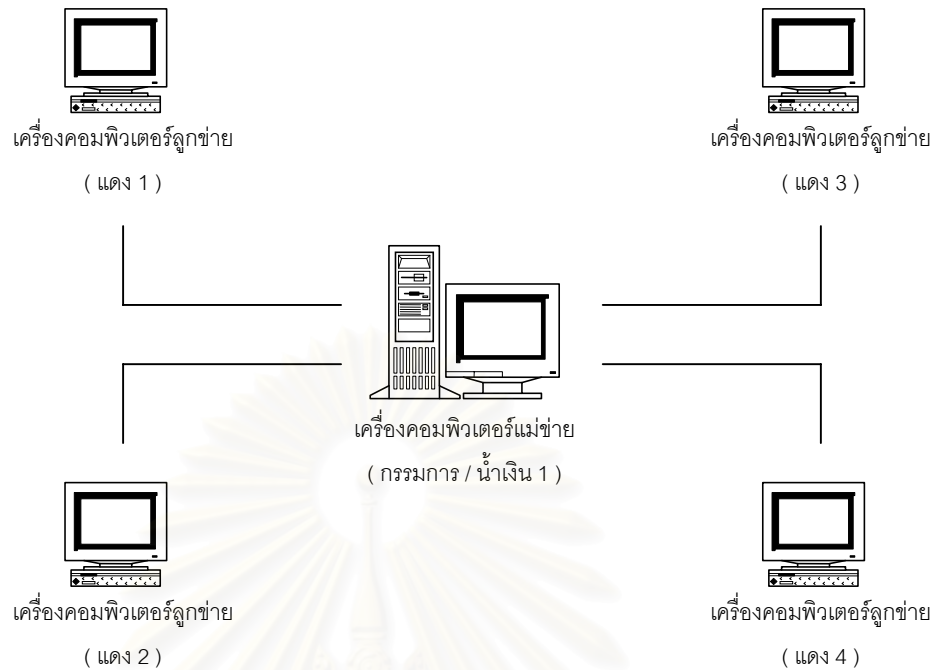 เครื่องคอมพิวเตอร์ลูกข่าย
( แดง 1 )
เครื่องคอมพิวเตอร์ลูกข่าย
( แดง 3 )
เครื่องคอมพิวเตอร์แม่ข่าย
( กรรมการ / น้ำเงิน 1 )
เครื่องคอมพิวเตอร์ลูกข่าย
( แดง 2 )
เครื่องคอมพิวเตอร์ลูกข่าย
( แดง 4 )